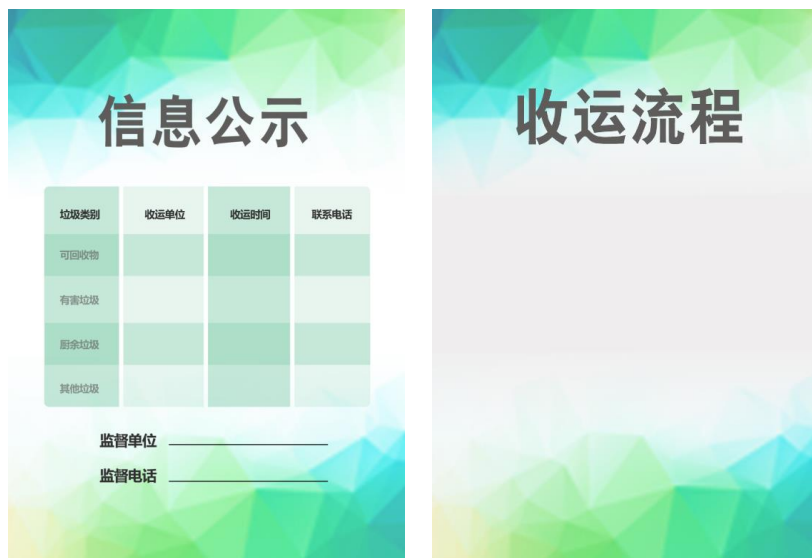 信息公示
垃圾类别 收运单位 收运时间 联系电话
可回收物
有害垃圾
厨余垃圾
其他垃圾
监督单位
监督电话
收运流程